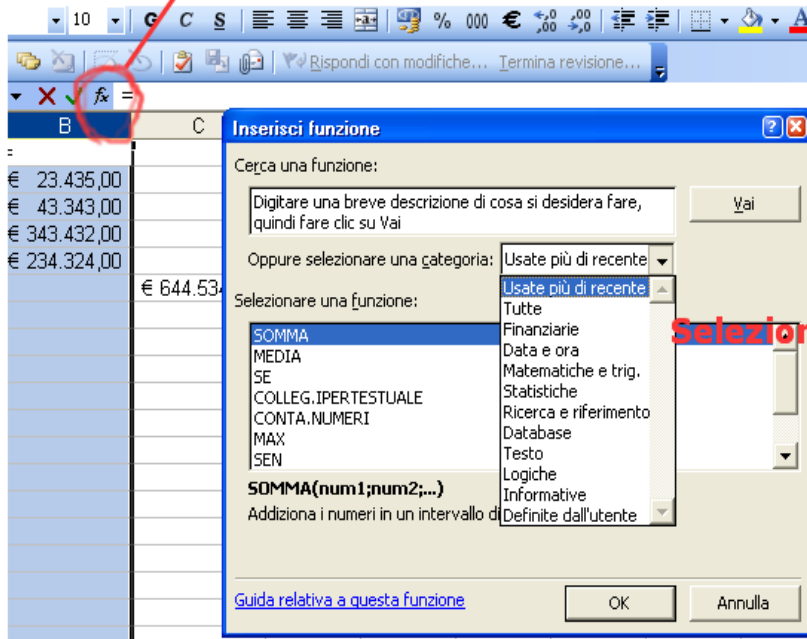 10 G C S % 000 € ,00 ,00 A
Rispondi con modifiche... Termina revisione...
fx =
B C
=
€ 23.435,00
€ 43.343,00
€ 343.432,00
€ 234.324,00
€ 644.534
Inserisci funzione
Cerca una funzione:
Digitare una breve descrizione di cosa si desidera fare,
quindi fare clic su Vai
Vai
Oppure selezionare una categoria: Usate più di recente
Usate più di recente
Tutte
Finanziarie
Data e ora
Matematiche e trig.
Statistiche
Ricerca e riferimento
Database
Testo
Logiche
Informative
Definite dall'utente
Selezionare una funzione:
SOMMA
MEDIA
SE
COLLEG.IPERTESTUALE
CONTA.NUMERI
MAX
SEN
Selezion
SOMMA(num1;num2;...)
Addiziona i numeri in un intervallo di
Guida relativa a questa funzione
OK
Annulla